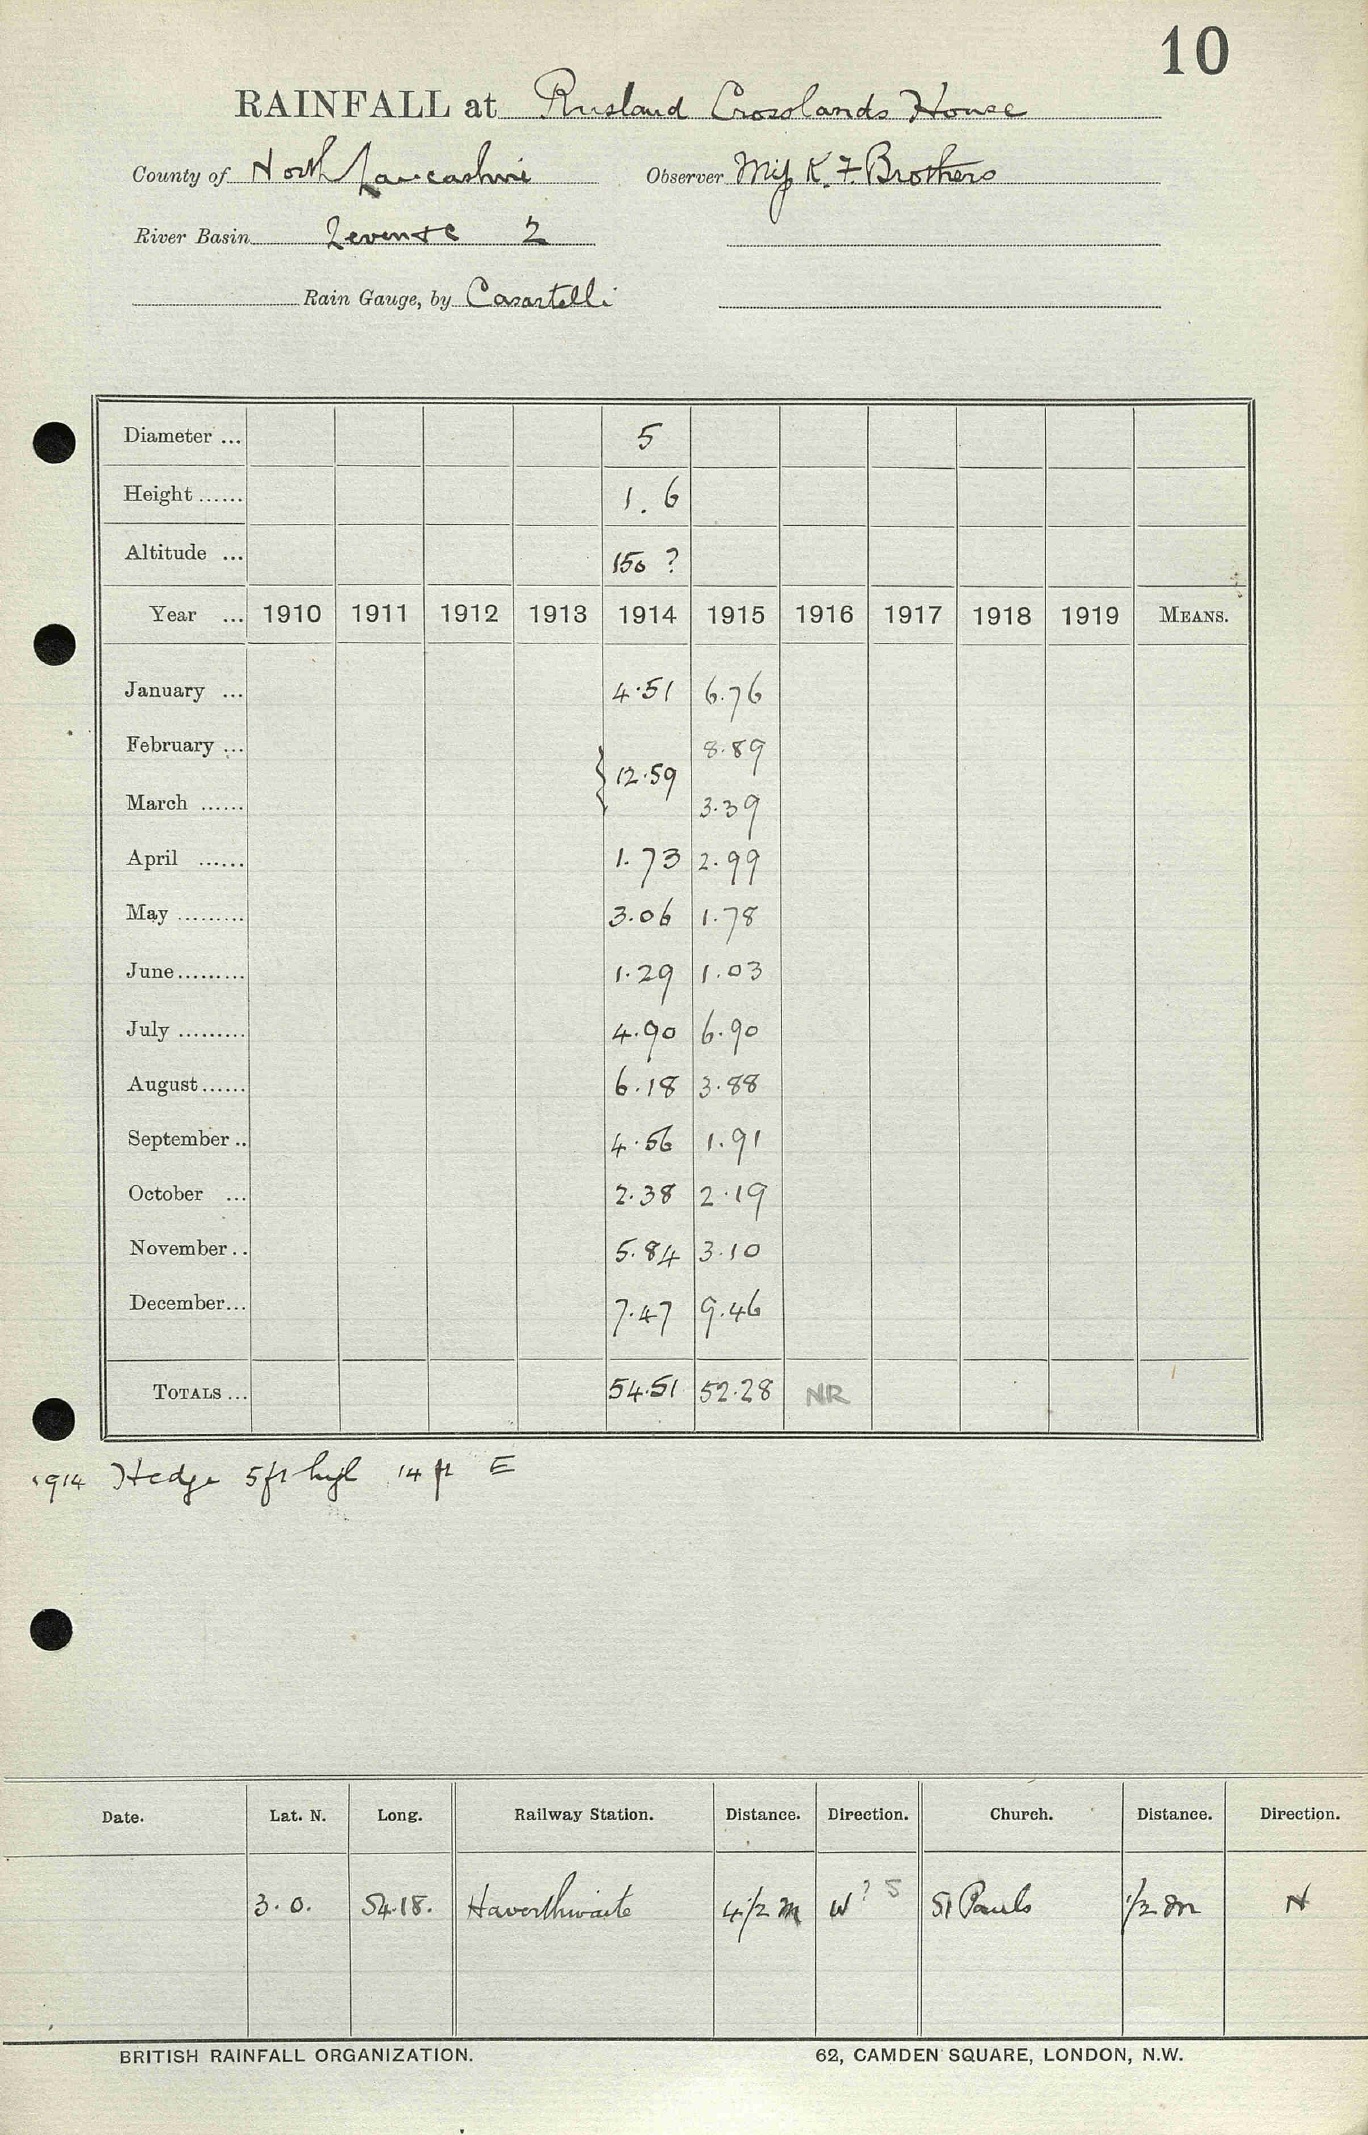 10
RAINFALL at Rusland Crosslands House
County of North Lancashire Observer Miss K. F. Brothers
River Basin 2
Rain Gauge, by Casartelli
Diameter ... 5
Height ...... 1.6
Altitude ... 150 ?
Year ... 1910 1911 1912 1913 1914 1915 1916 1917 1918 1919 MEANS.
January ... 4.51 6.76
February ... 8.89
} 12.59
March ...... 3.39
April ...... 1.73 2.99
May ......... 3.06 1.78
June ......... 1.29 1.03
July ......... 4.90 6.90
August ...... 6.18 3.88
September .. 4.56 1.91
October ... 2.38 2.19
November .. 5.84 3.10
December ... 7.47 9.46
TOTALS ... 54.51 52.28 NR
1914 Hedge 5ft high 14 ft E
Date. Lat. N. Long. Railway Station. Distance. Direction. Church. Distance. Direction.
3.0. 54.18. Haverthwaite 4 1/2 m W ? S St Pauls 1/2 m N
BRITISH RAINFALL ORGANIZATION. 62, CAMDEN SQUARE, LONDON, N.W.